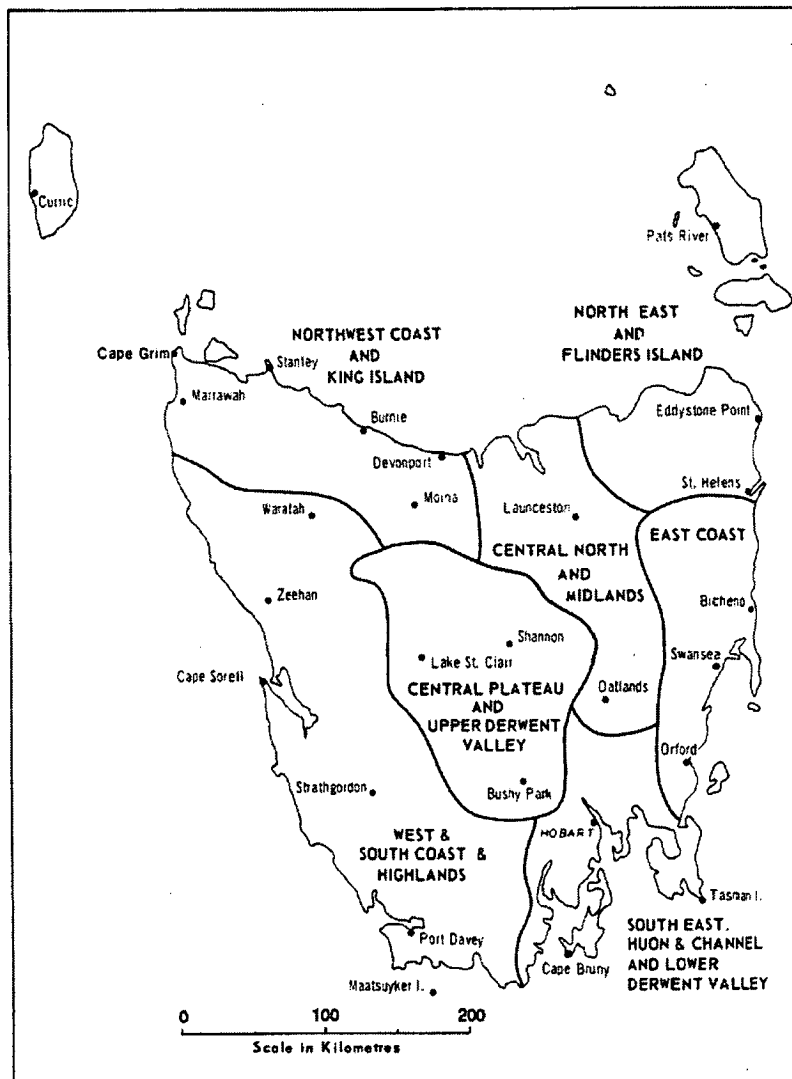 Currie
Pats River
NORTH EAST
AND
FLINDERS ISLAND
NORTHWEST COAST
AND
KING ISLAND
Cape Grim
Stanley
Marrawah
Burnie
Eddystone Point
Devonport
St. Helens
Moina
Launceston
Waratah
EAST COAST
CENTRAL NORTH
AND
MIDLANDS
Zeehan
Bicheno
Shannon
Swansea
Lake St. Clair
Cape Sorell
CENTRAL PLATEAU
AND
UPPER DERWENT
VALLEY
Oatlands
Orford
Strathgordon
Bushy Park
HOBART
WEST &
SOUTH COAST &
HIGHLANDS
Tasman I.
SOUTH EAST.
HUON & CHANNEL
AND LOWER
DERWENT VALLEY
Port Davey
Cape Bruny
Maatsuyker I.
0 100 200
Scale in Kilometres